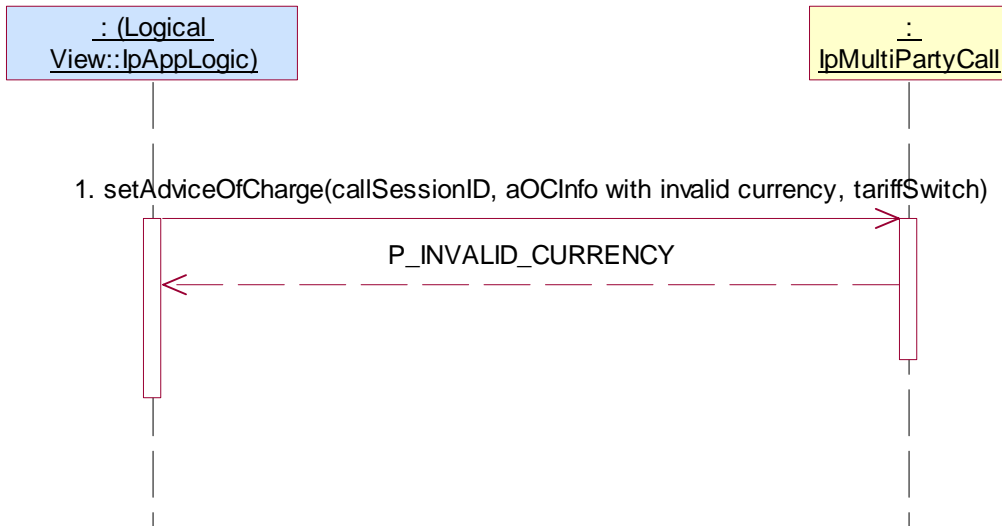 : (Logical
View::IpAppLogic)
:
IpMultiPartyCall
1. setAdviceOfCharge(callSessionID, aOCInfo with invalid currency, tariffSwitch)
P_INVALID_CURRENCY